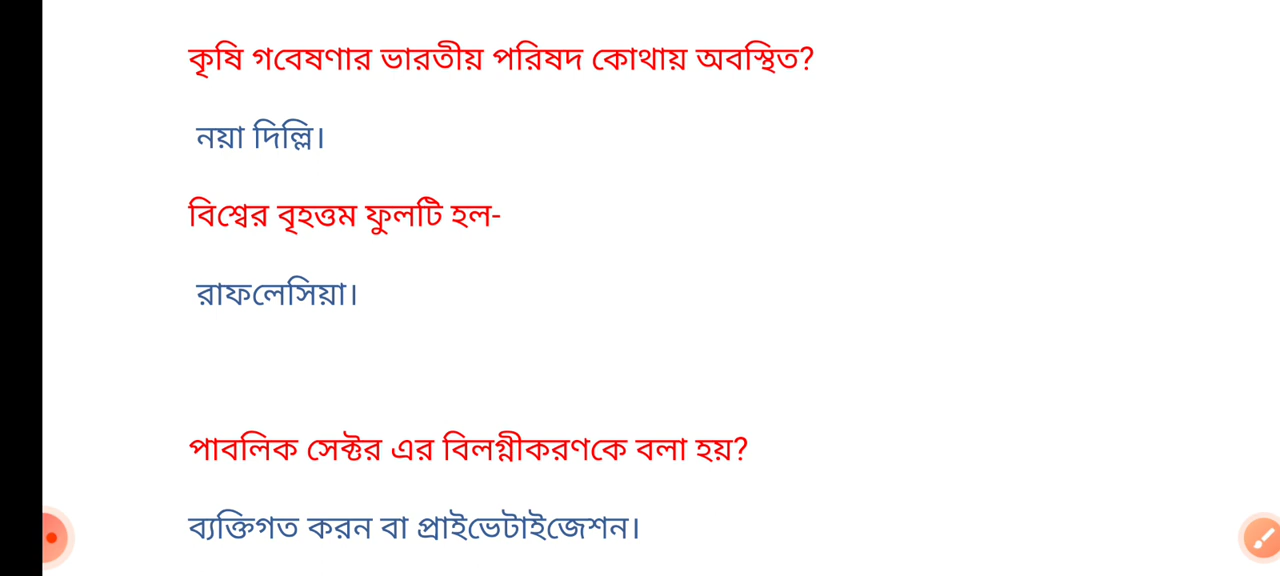 কৃষি গবেষণার ভারতীয় পরিষদ কোথায় অবস্থিত?
নয়া দিল্লি।
বিশ্বের বৃহত্তম ফুলটি হল-
রাফলেসিয়া।
পাবলিক সেক্টর এর বিলগ্নীকরণকে বলা হয়?
ব্যক্তিগত করন বা প্রাইভেটাইজেশন।